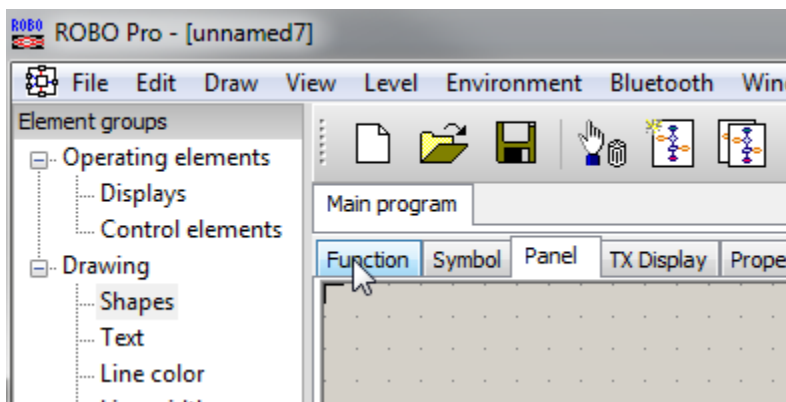 ROBO
ROBO Pro - [unnamed7]
File Edit Draw View Level Environment Bluetooth
Element groups
Operating elements
Displays
Control elements
Drawing
Shapes
Text
Line color
Main program
Function Symbol Panel TX Display